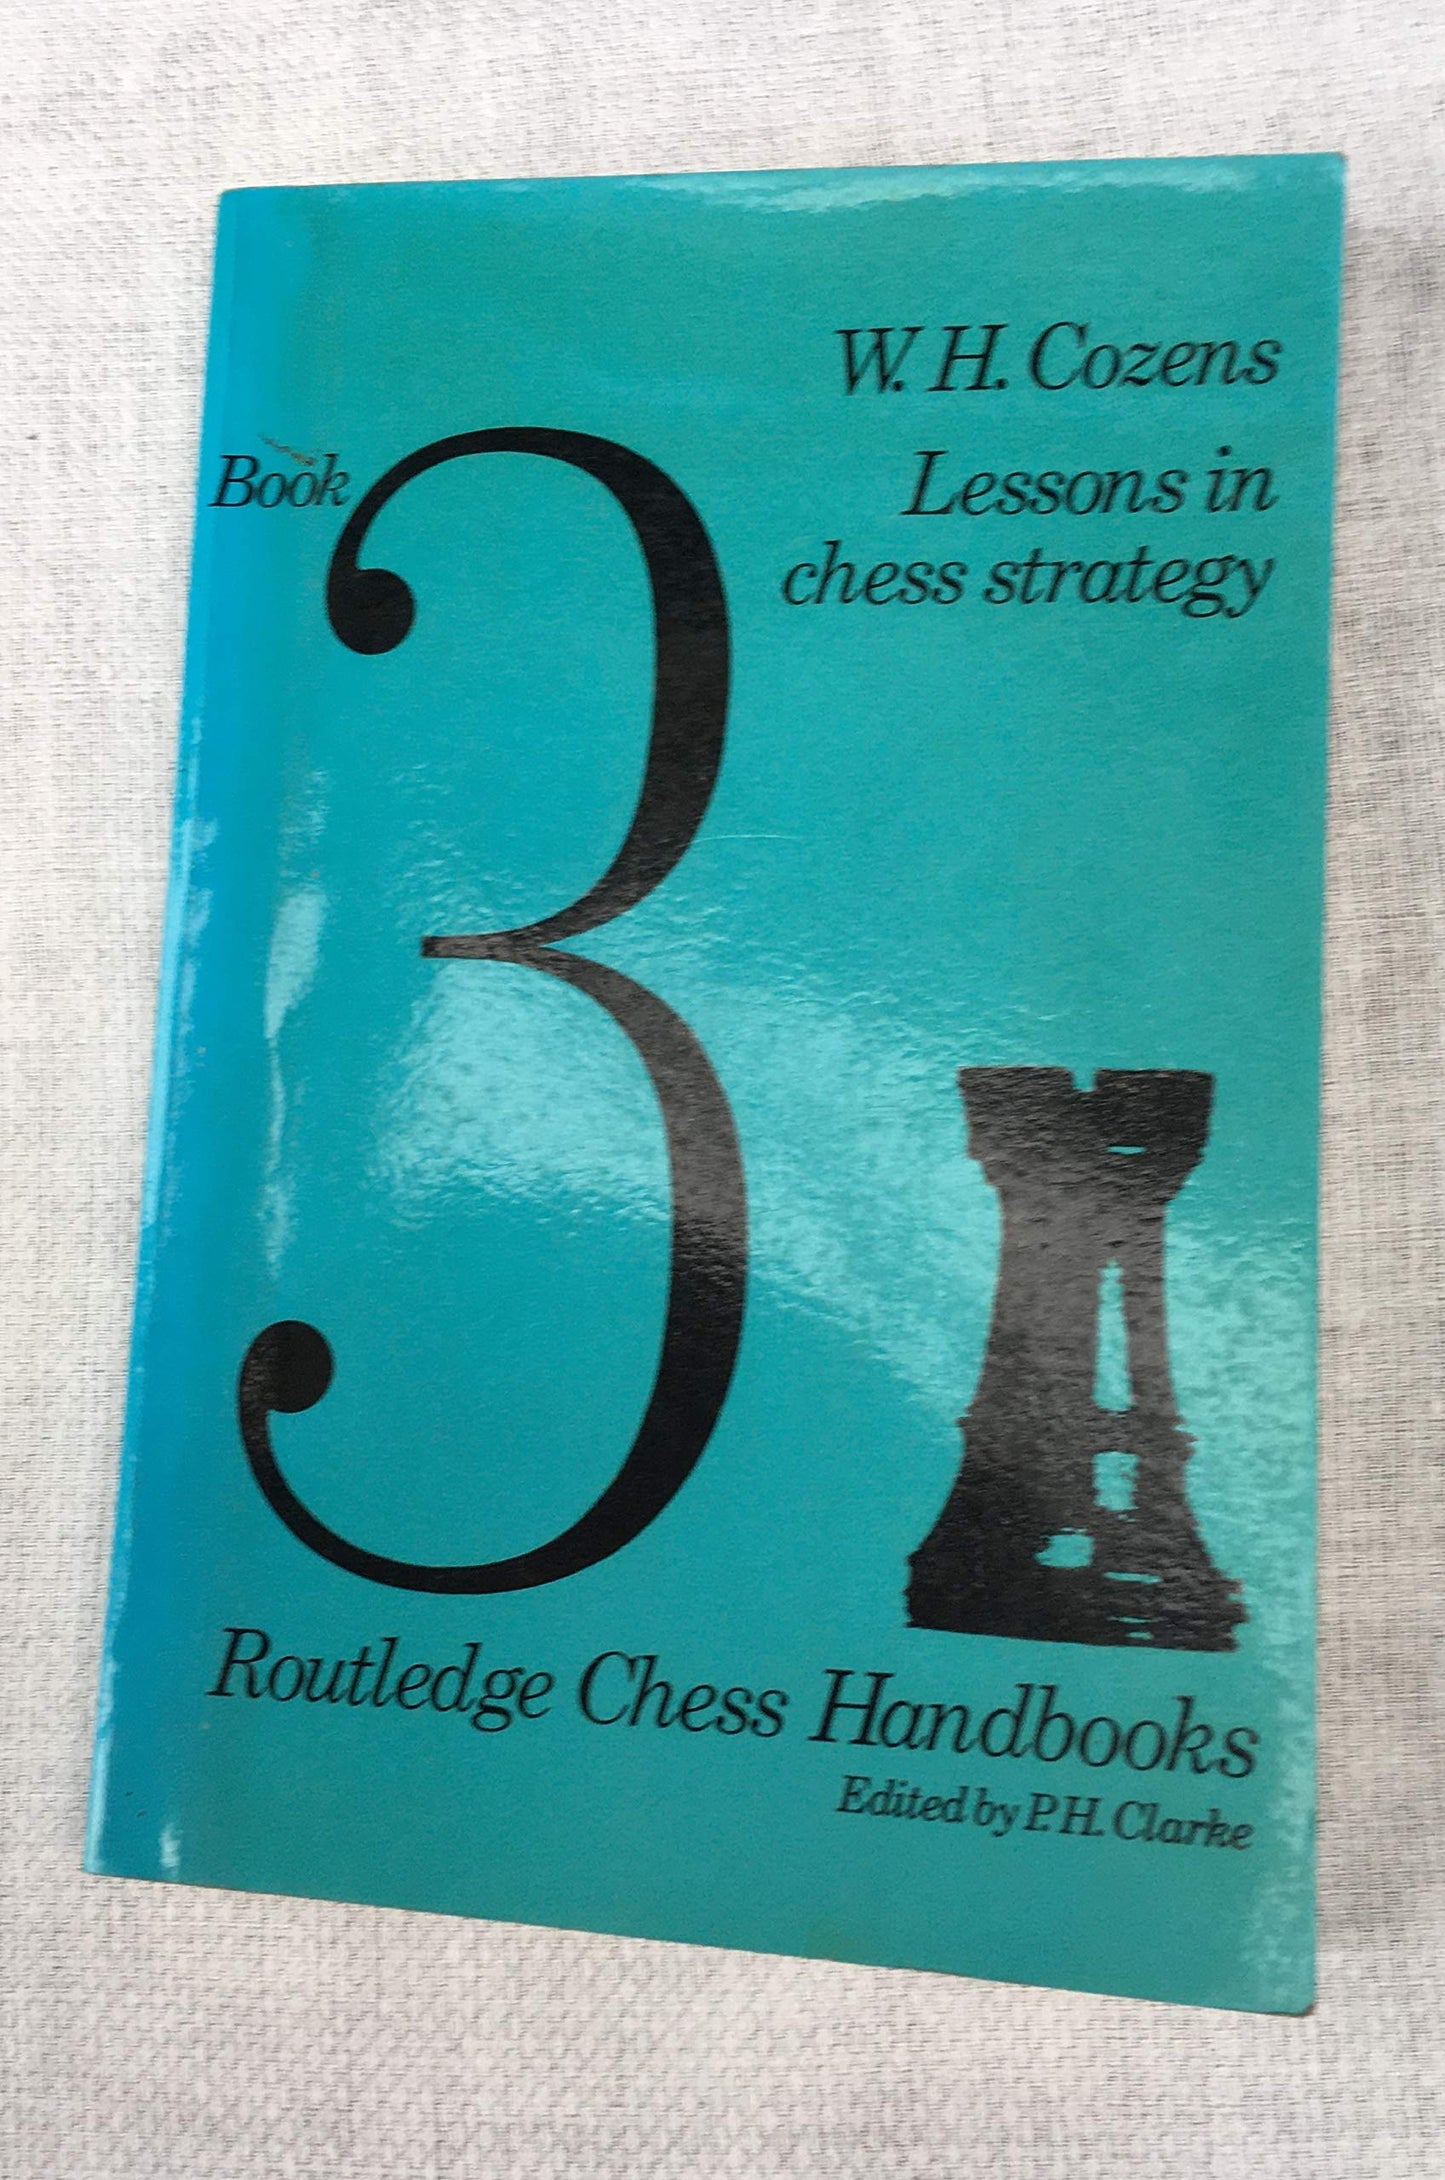 W. H. Cozens
Lessons in
chess strategy
Book
3
Routledge Chess Handbooks
Edited by P. H. Clarke